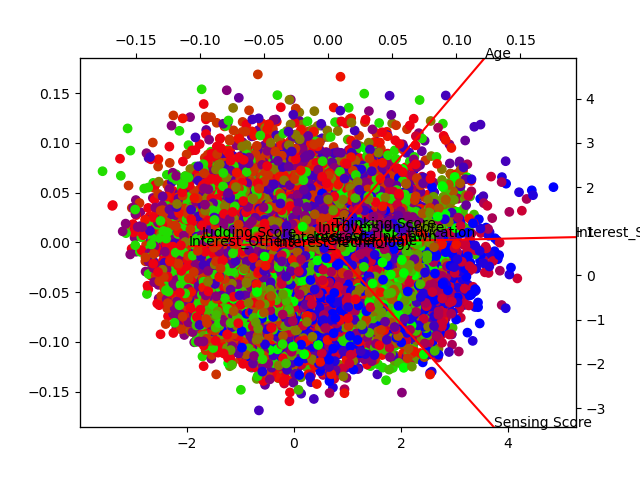 −0.15 −0.10 −0.05 0.00 0.05 0.10 0.15
Age
0.15
0.10
0.05
0.00
−0.05
−0.10
−0.15
4
3
2
1
0
−1
−2
−3
Thinking Score
Introversion Score
Judging Score
Interest_S
Interest_Others
Sensing Score
−2 0 2 4